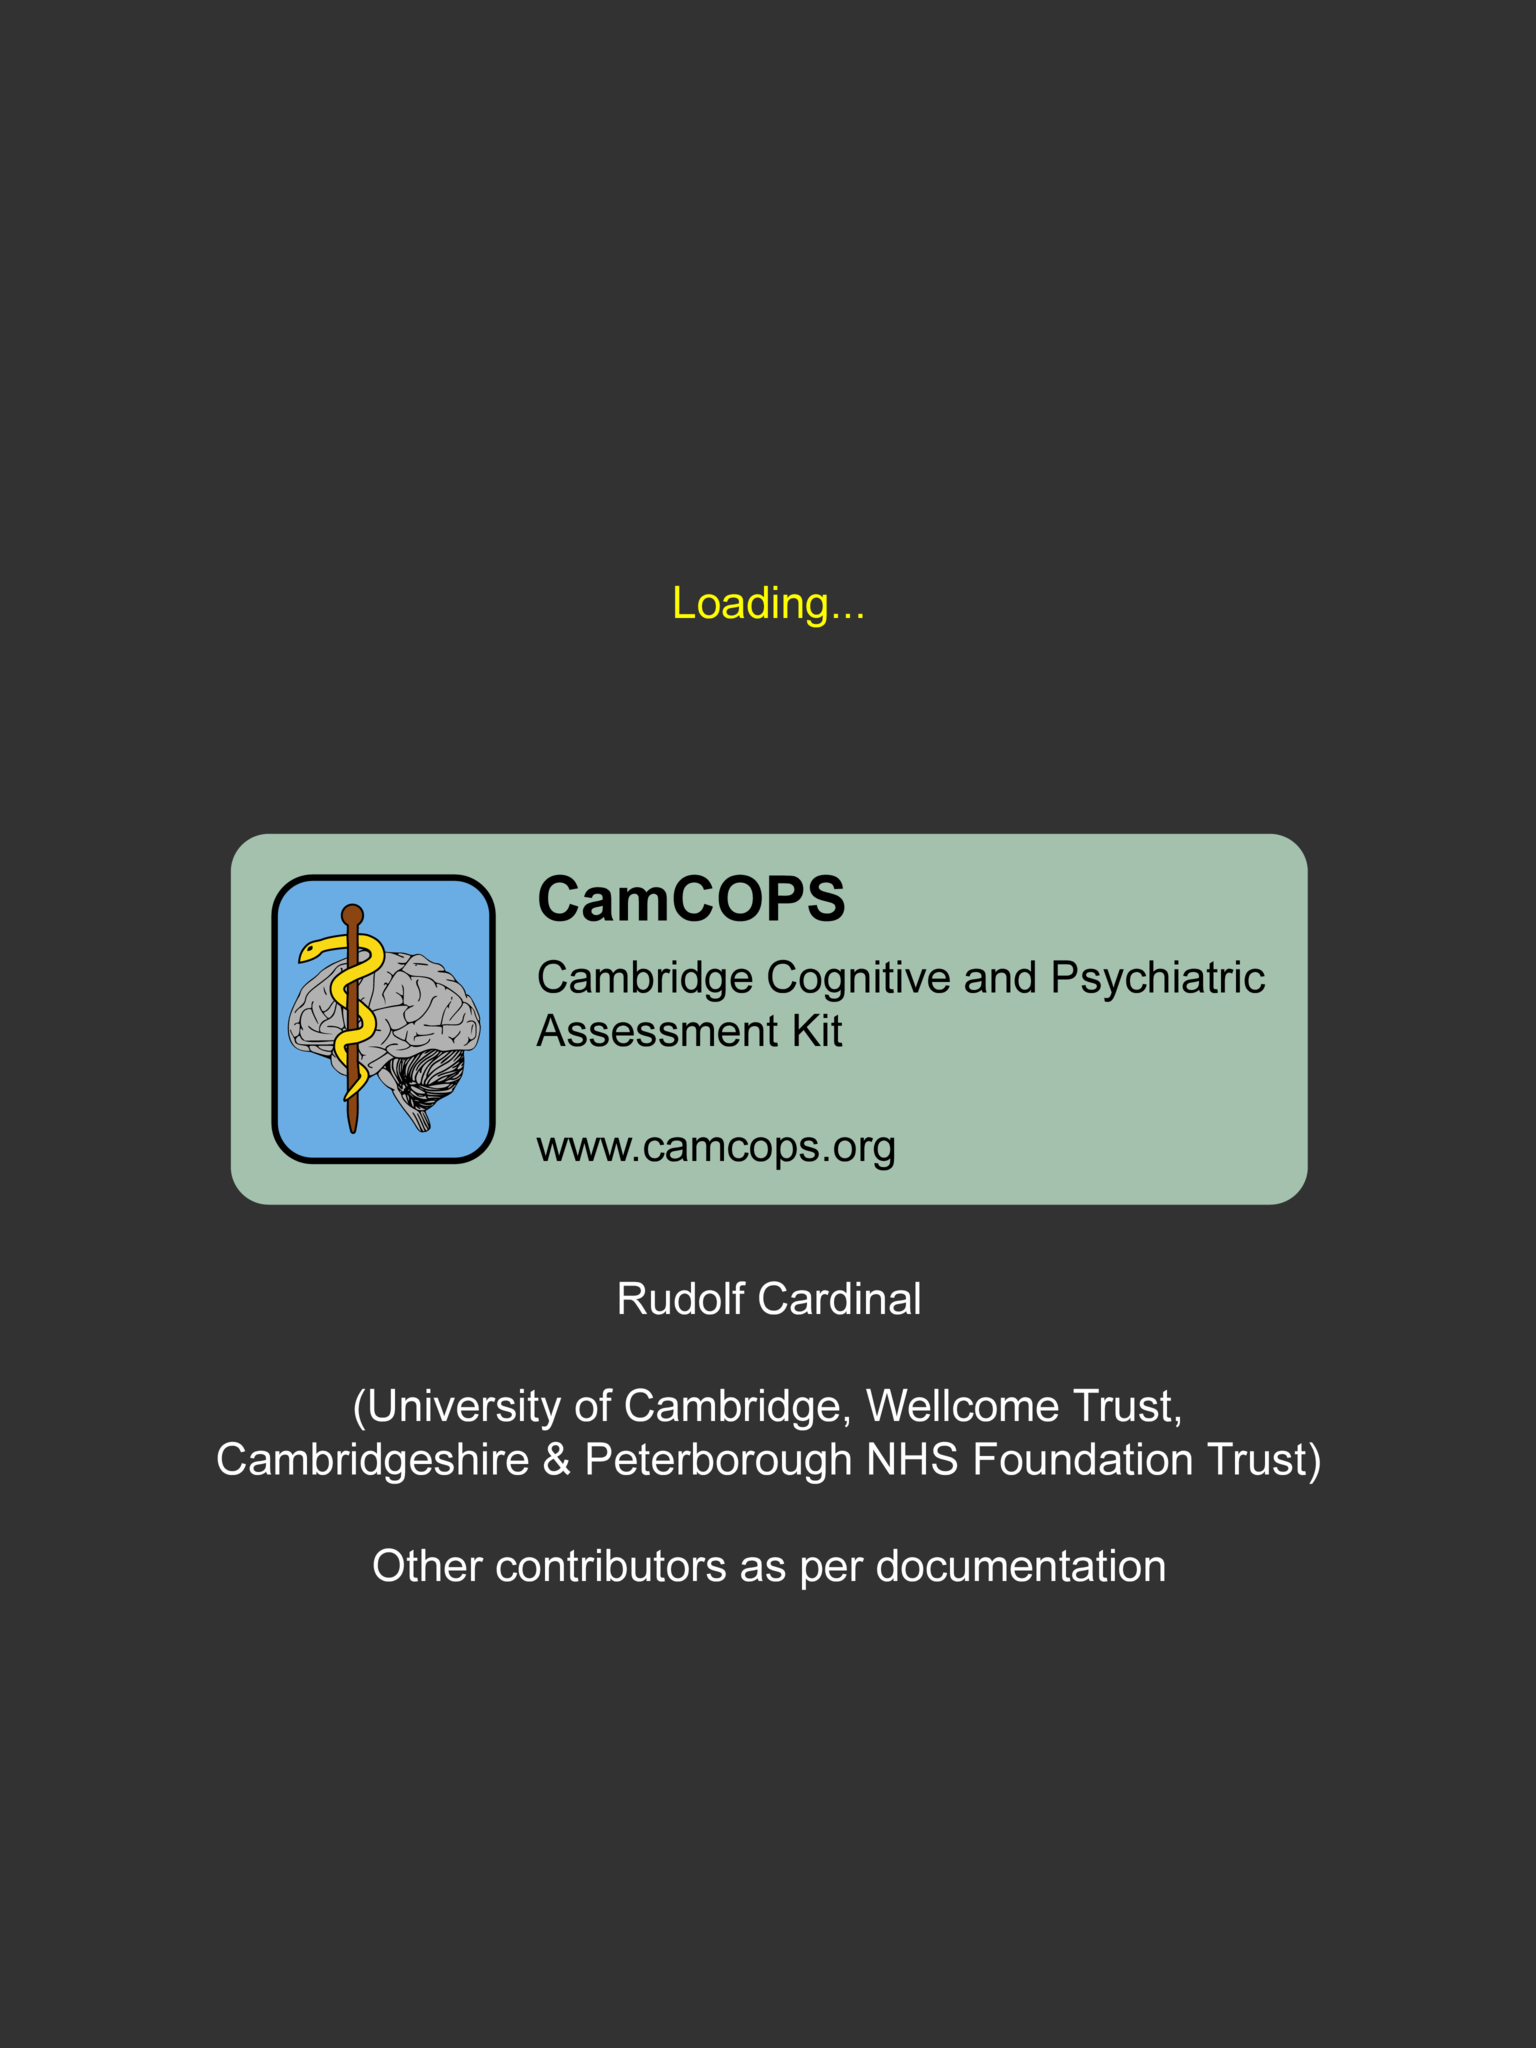 Loading...
CamCOPS
Cambridge Cognitive and Psychiatric
Assessment Kit
www.camcops.org
Rudolf Cardinal
(University of Cambridge, Wellcome Trust,
Cambridgeshire & Peterborough NHS Foundation Trust)
Other contributors as per documentation